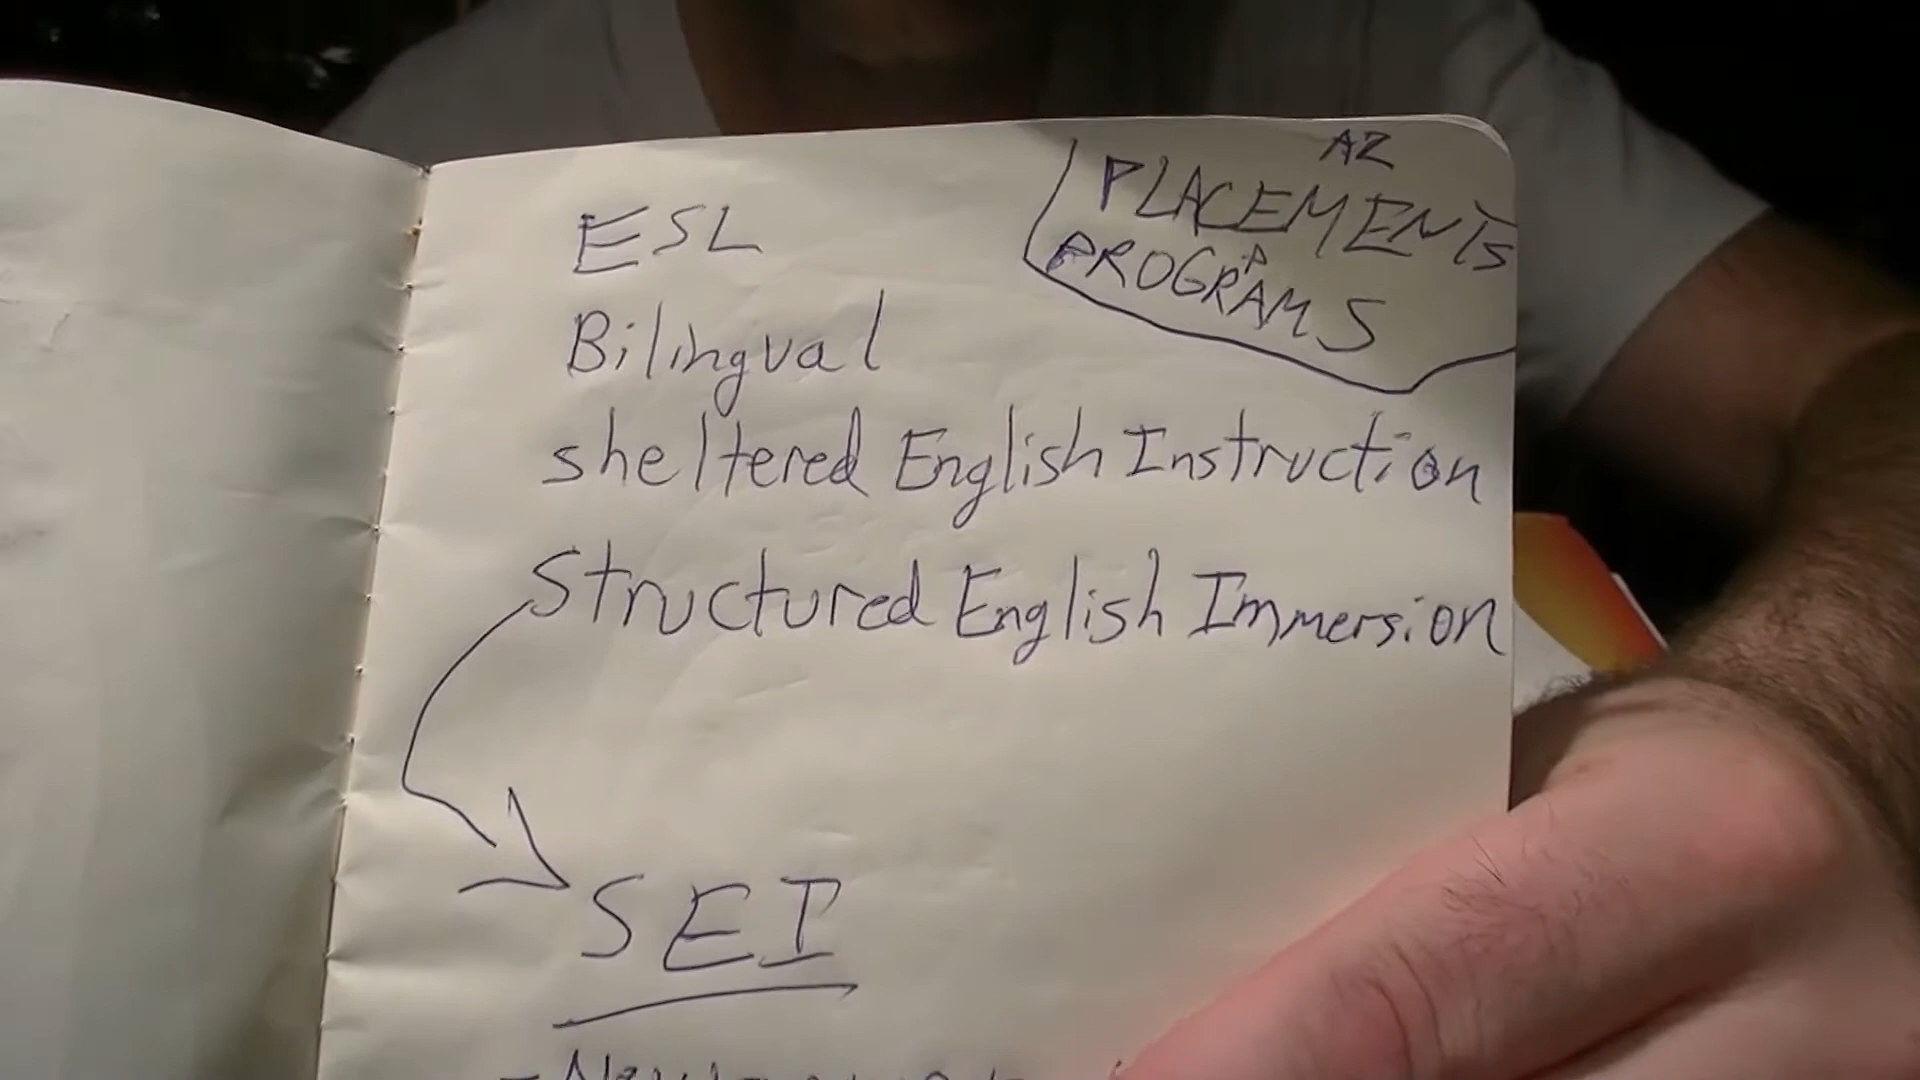 AZ
PLACEMENTS
PROGRAMS
ESL
Bilingual
sheltered English Instruction
Structured English Immersion
SEI